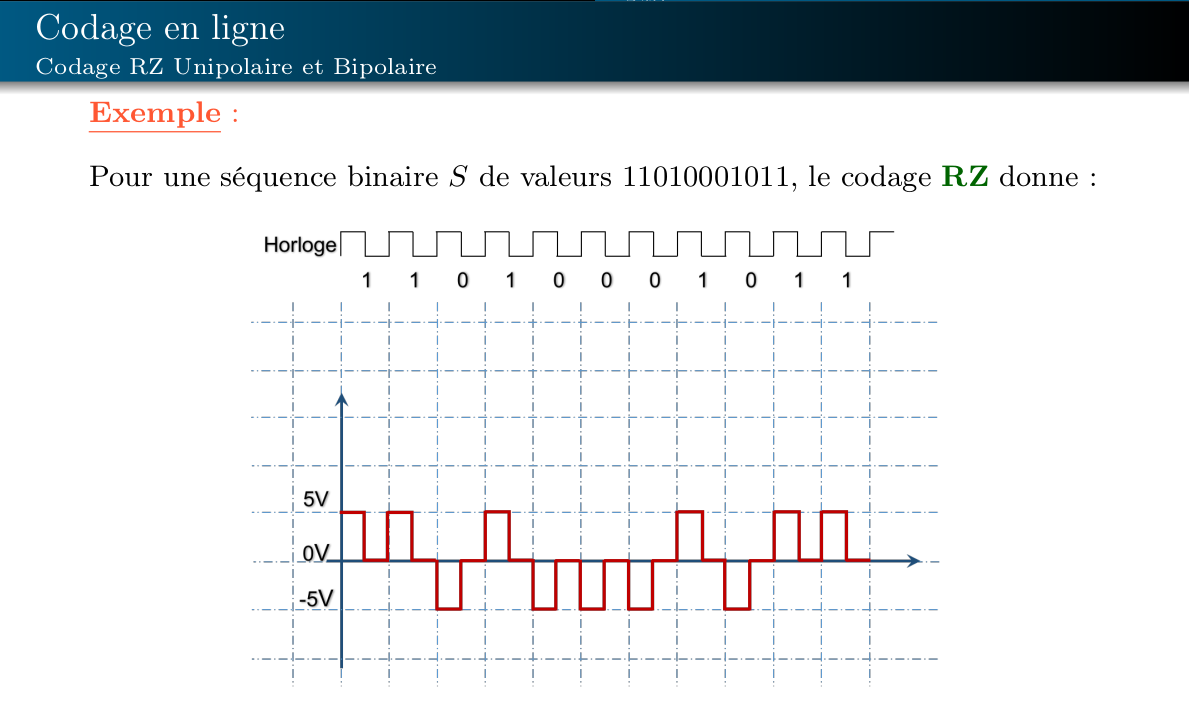 Codage en ligne
Codage RZ Unipolaire et Bipolaire
Exemple :
Pour une séquence binaire S de valeurs 11010001011, le codage RZ donne :
Horloge
1 1 0 1 0 0 0 1 0 1 1
5V
0V
-5V